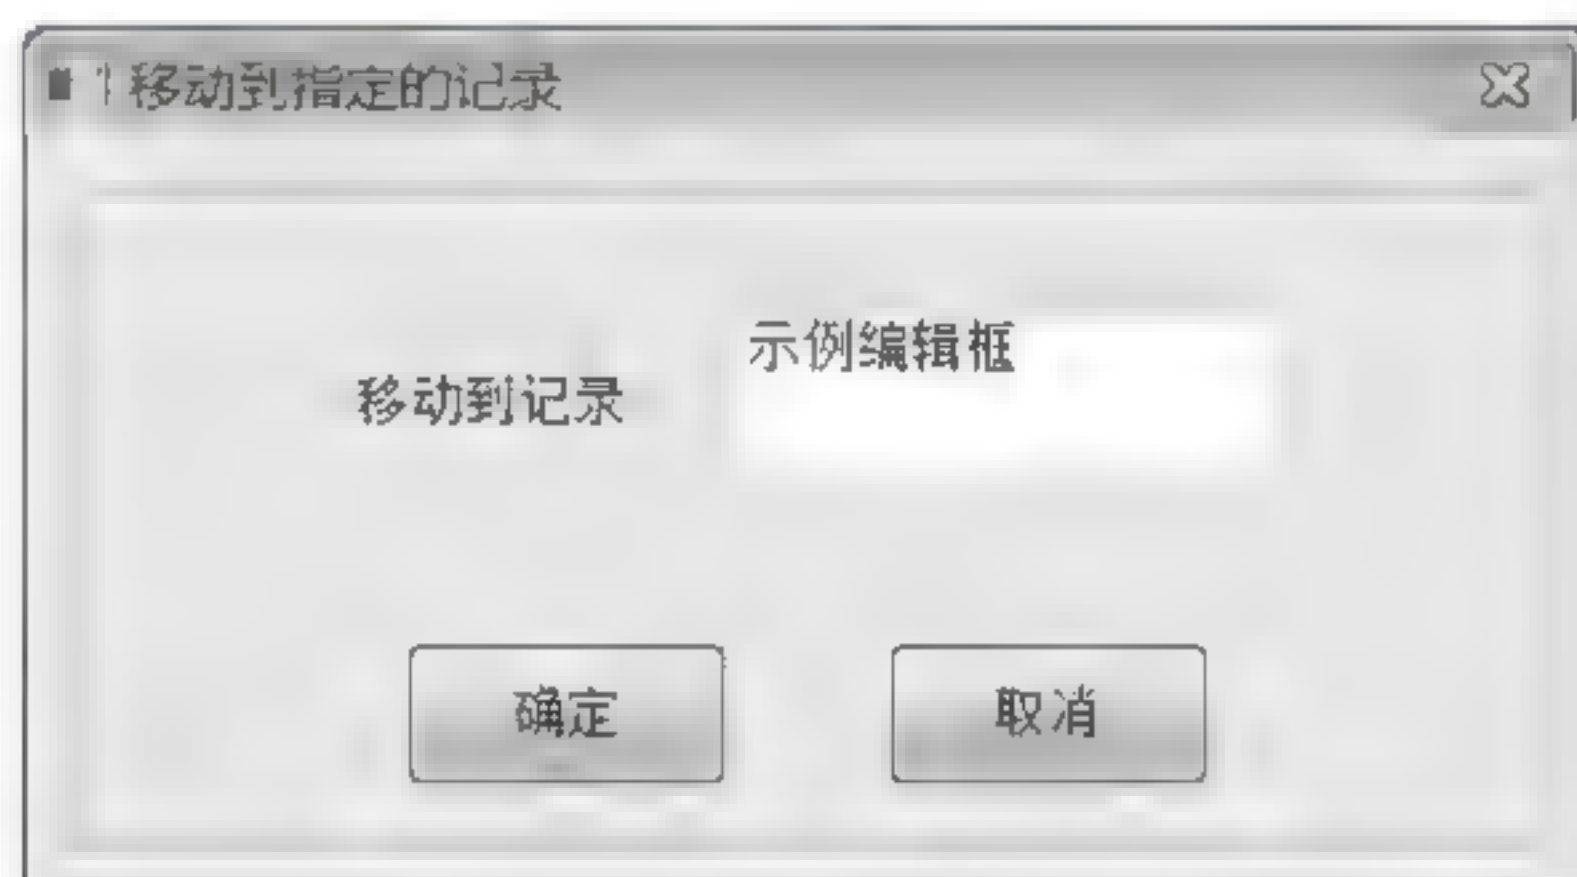 移动到指定的记录
示例编辑框
移动到记录
确定
取消